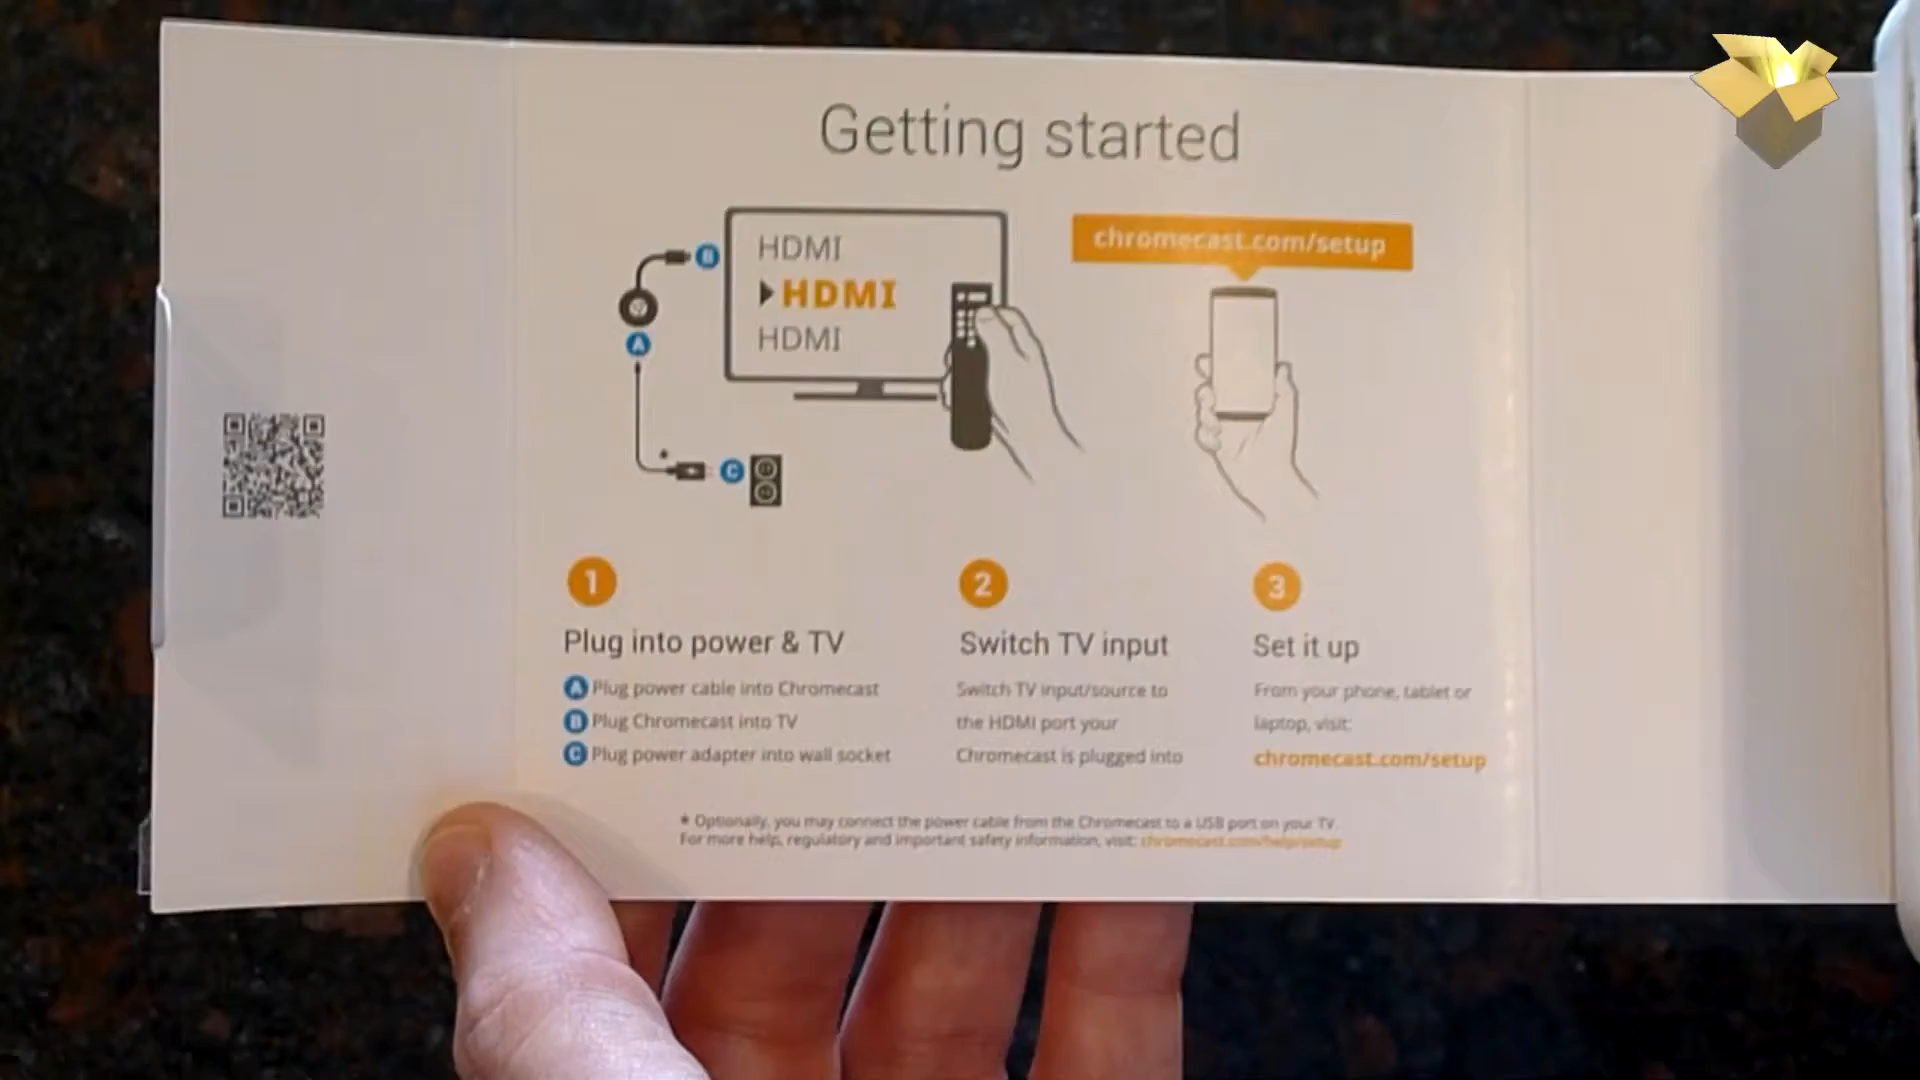 Getting started
HDMI
HDMI
HDMI
chromecast.com/setup
A
B
C
*
1
Plug into power & TV
A Plug power cable into Chromecast
B Plug Chromecast into TV
C Plug power adapter into wall socket
2
Switch TV input
Switch TV input/source to
the HDMI port your
Chromecast is plugged into
3
Set it up
From your phone, tablet or
laptop, visit:
chromecast.com/setup
* Optionally, you may connect the power cable from the Chromecast to a USB port on your TV.
For more help, regulatory and important safety information, visit: chromecast.com/help/setup